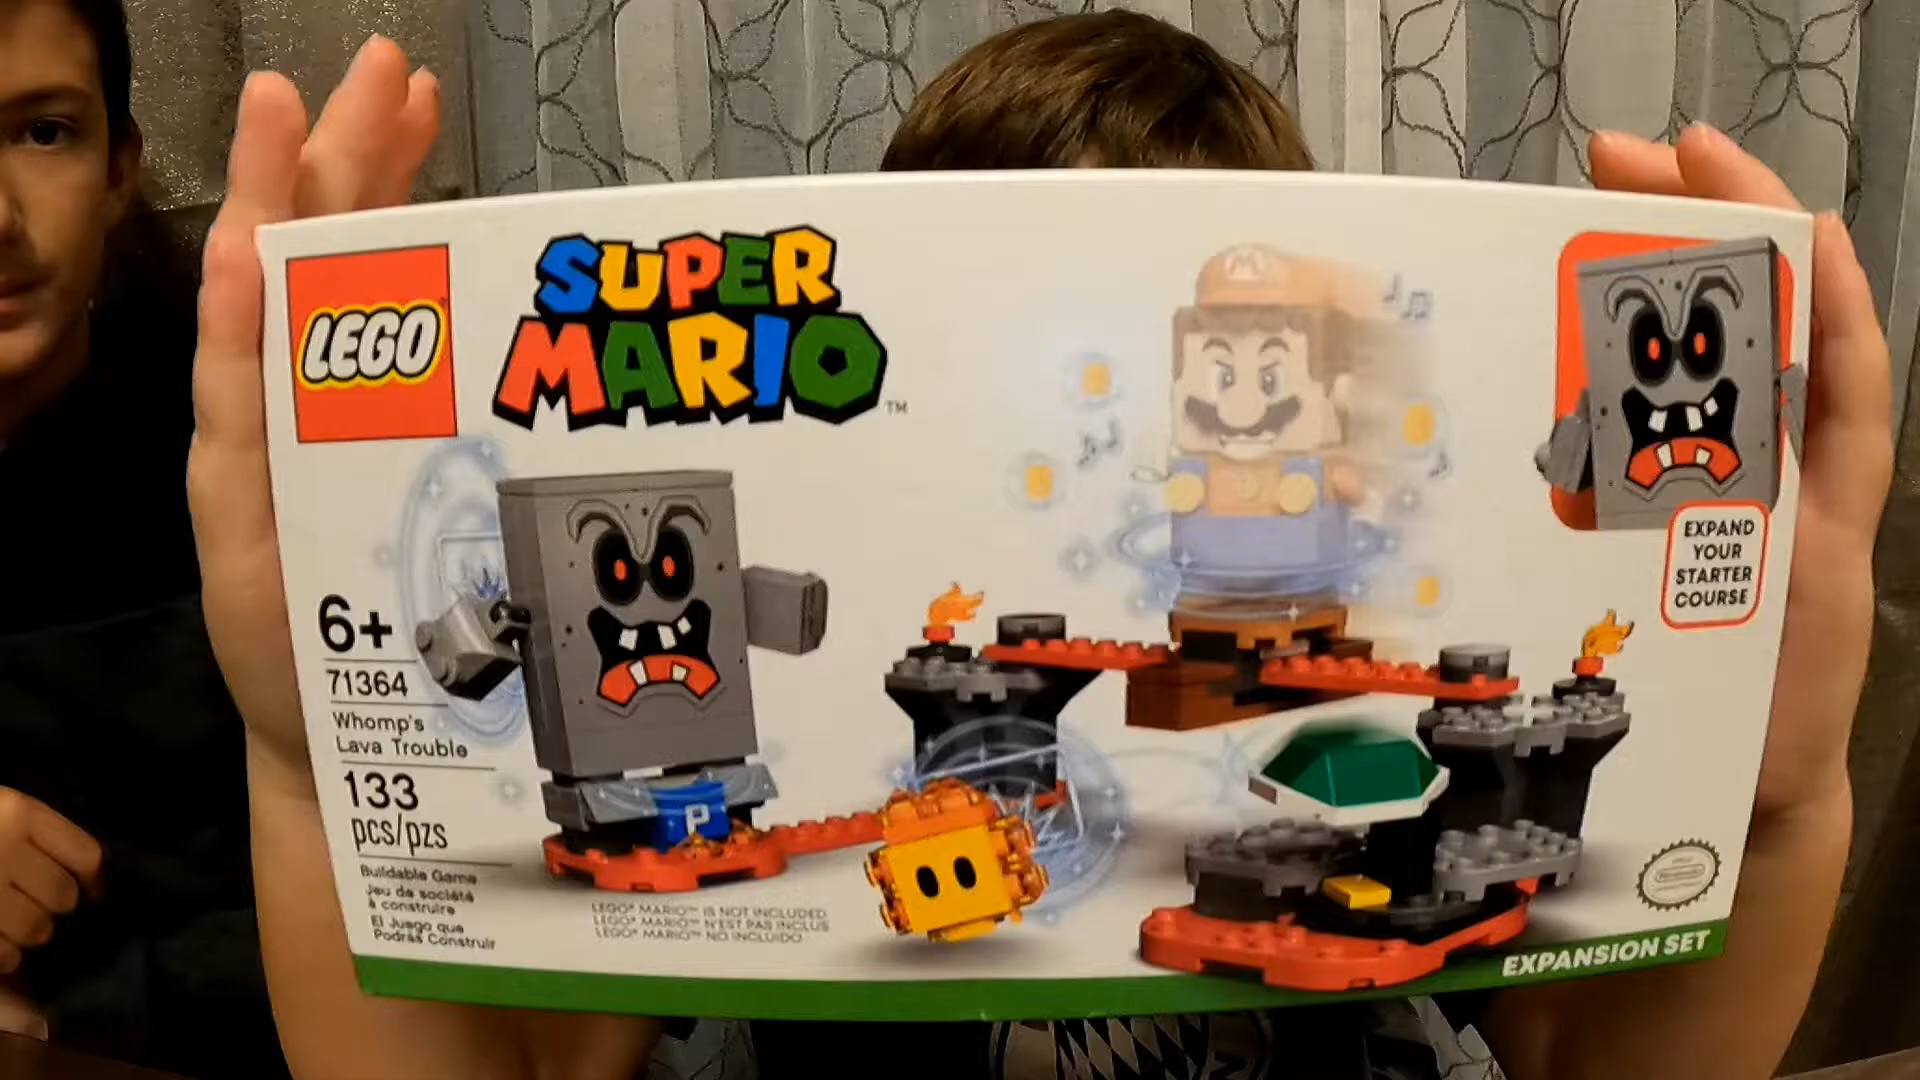 LEGO
SUPER
MARIO™
EXPAND
YOUR
STARTER
COURSE
6+
71364
Whomp's
Lava Trouble
133
pcs/pzs
Buildable Game
Jeu de société
à construire
El Juego que
Podrás Construir
P
LEGO® MARIO™ IS NOT INCLUDED
LEGO® MARIO™ N'EST PAS INCLUS
LEGO® MARIO™ NO INCLUIDO
Nintendo
EXPANSION SET